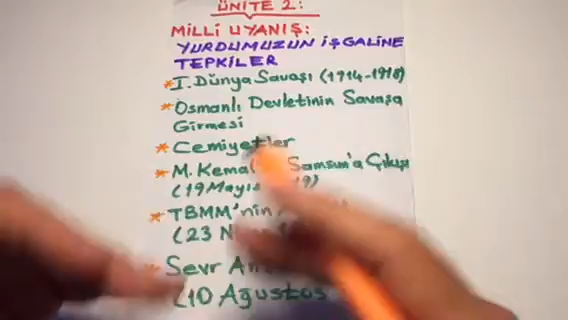 ÜNİTE 2:
MİLLİ UYANIŞ:
YURDUMUZUN İŞGALİNE
TEPKİLER
* I. Dünya Savaşı (1914-1918)
* Osmanlı Devletinin Savaşa
Girmesi
* Cemiyetler
* M. Samsun'a Çıkışı
(19 Mayıs
* TBMM'nin
(23
* Sevr
(10 Ağustos